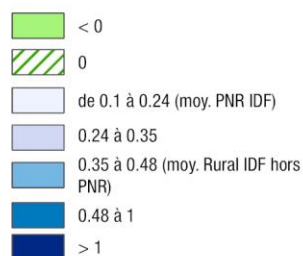 < 0
0
de 0.1 à 0.24 (moy. PNR IDF)
0.24 à 0.35
0.35 à 0.48 (moy. Rural IDF hors
PNR)
0.48 à 1
> 1